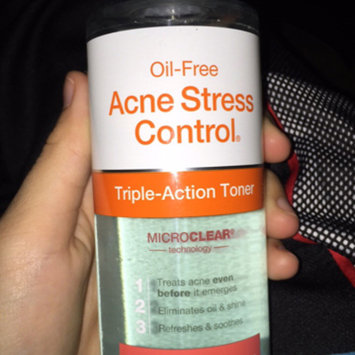 Oil-Free
Acne Stress
Control®
Triple-Action Toner
MICROCLEAR®
technology
1 Treats acne even
before it emerges
2 Eliminates oil & shine
3 Refreshes & soothes